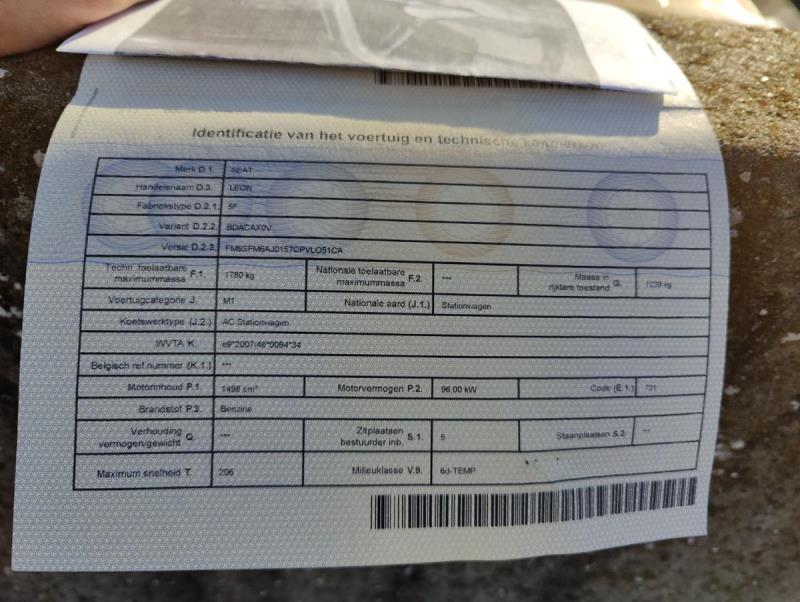 Identificatie van het voertuig en technische
Merk D.1. SEAT
Handelsnaam D.3. LEON
Fabriekstype D.2.1. 5F
Variant D.2.2. BDACAX0V
Versie D.2.3. FM6SFM6AJ0157CPVLO51CA
Techn. toelaatbare maximummassa F.1. 1780 kg Nationale toelaatbare maximummassa F.2. *** Massa in rijklare toestand G.
Voertuigcategorie J. M1 Nationale aard (J.1.) Stationwagen
Koetswerktype (J.2.) AC Stationwagen
WVTA K. e9*2007/46*0094*34
Belgisch ref.nummer (K.1.) ***
Motorinhoud P.1. 1498 cm³ Motorvermogen P.2. 96,00 kW Code (E.1.)
Brandstof P.3. Benzine
Verhouding vermogen/gewicht Q. *** Zitplaatsen bestuurder inb. S.1. 5 Staanplaatsen S.2. ***
Maximum snelheid T. 206 Milieuklasse V.9. 6d-TEMP